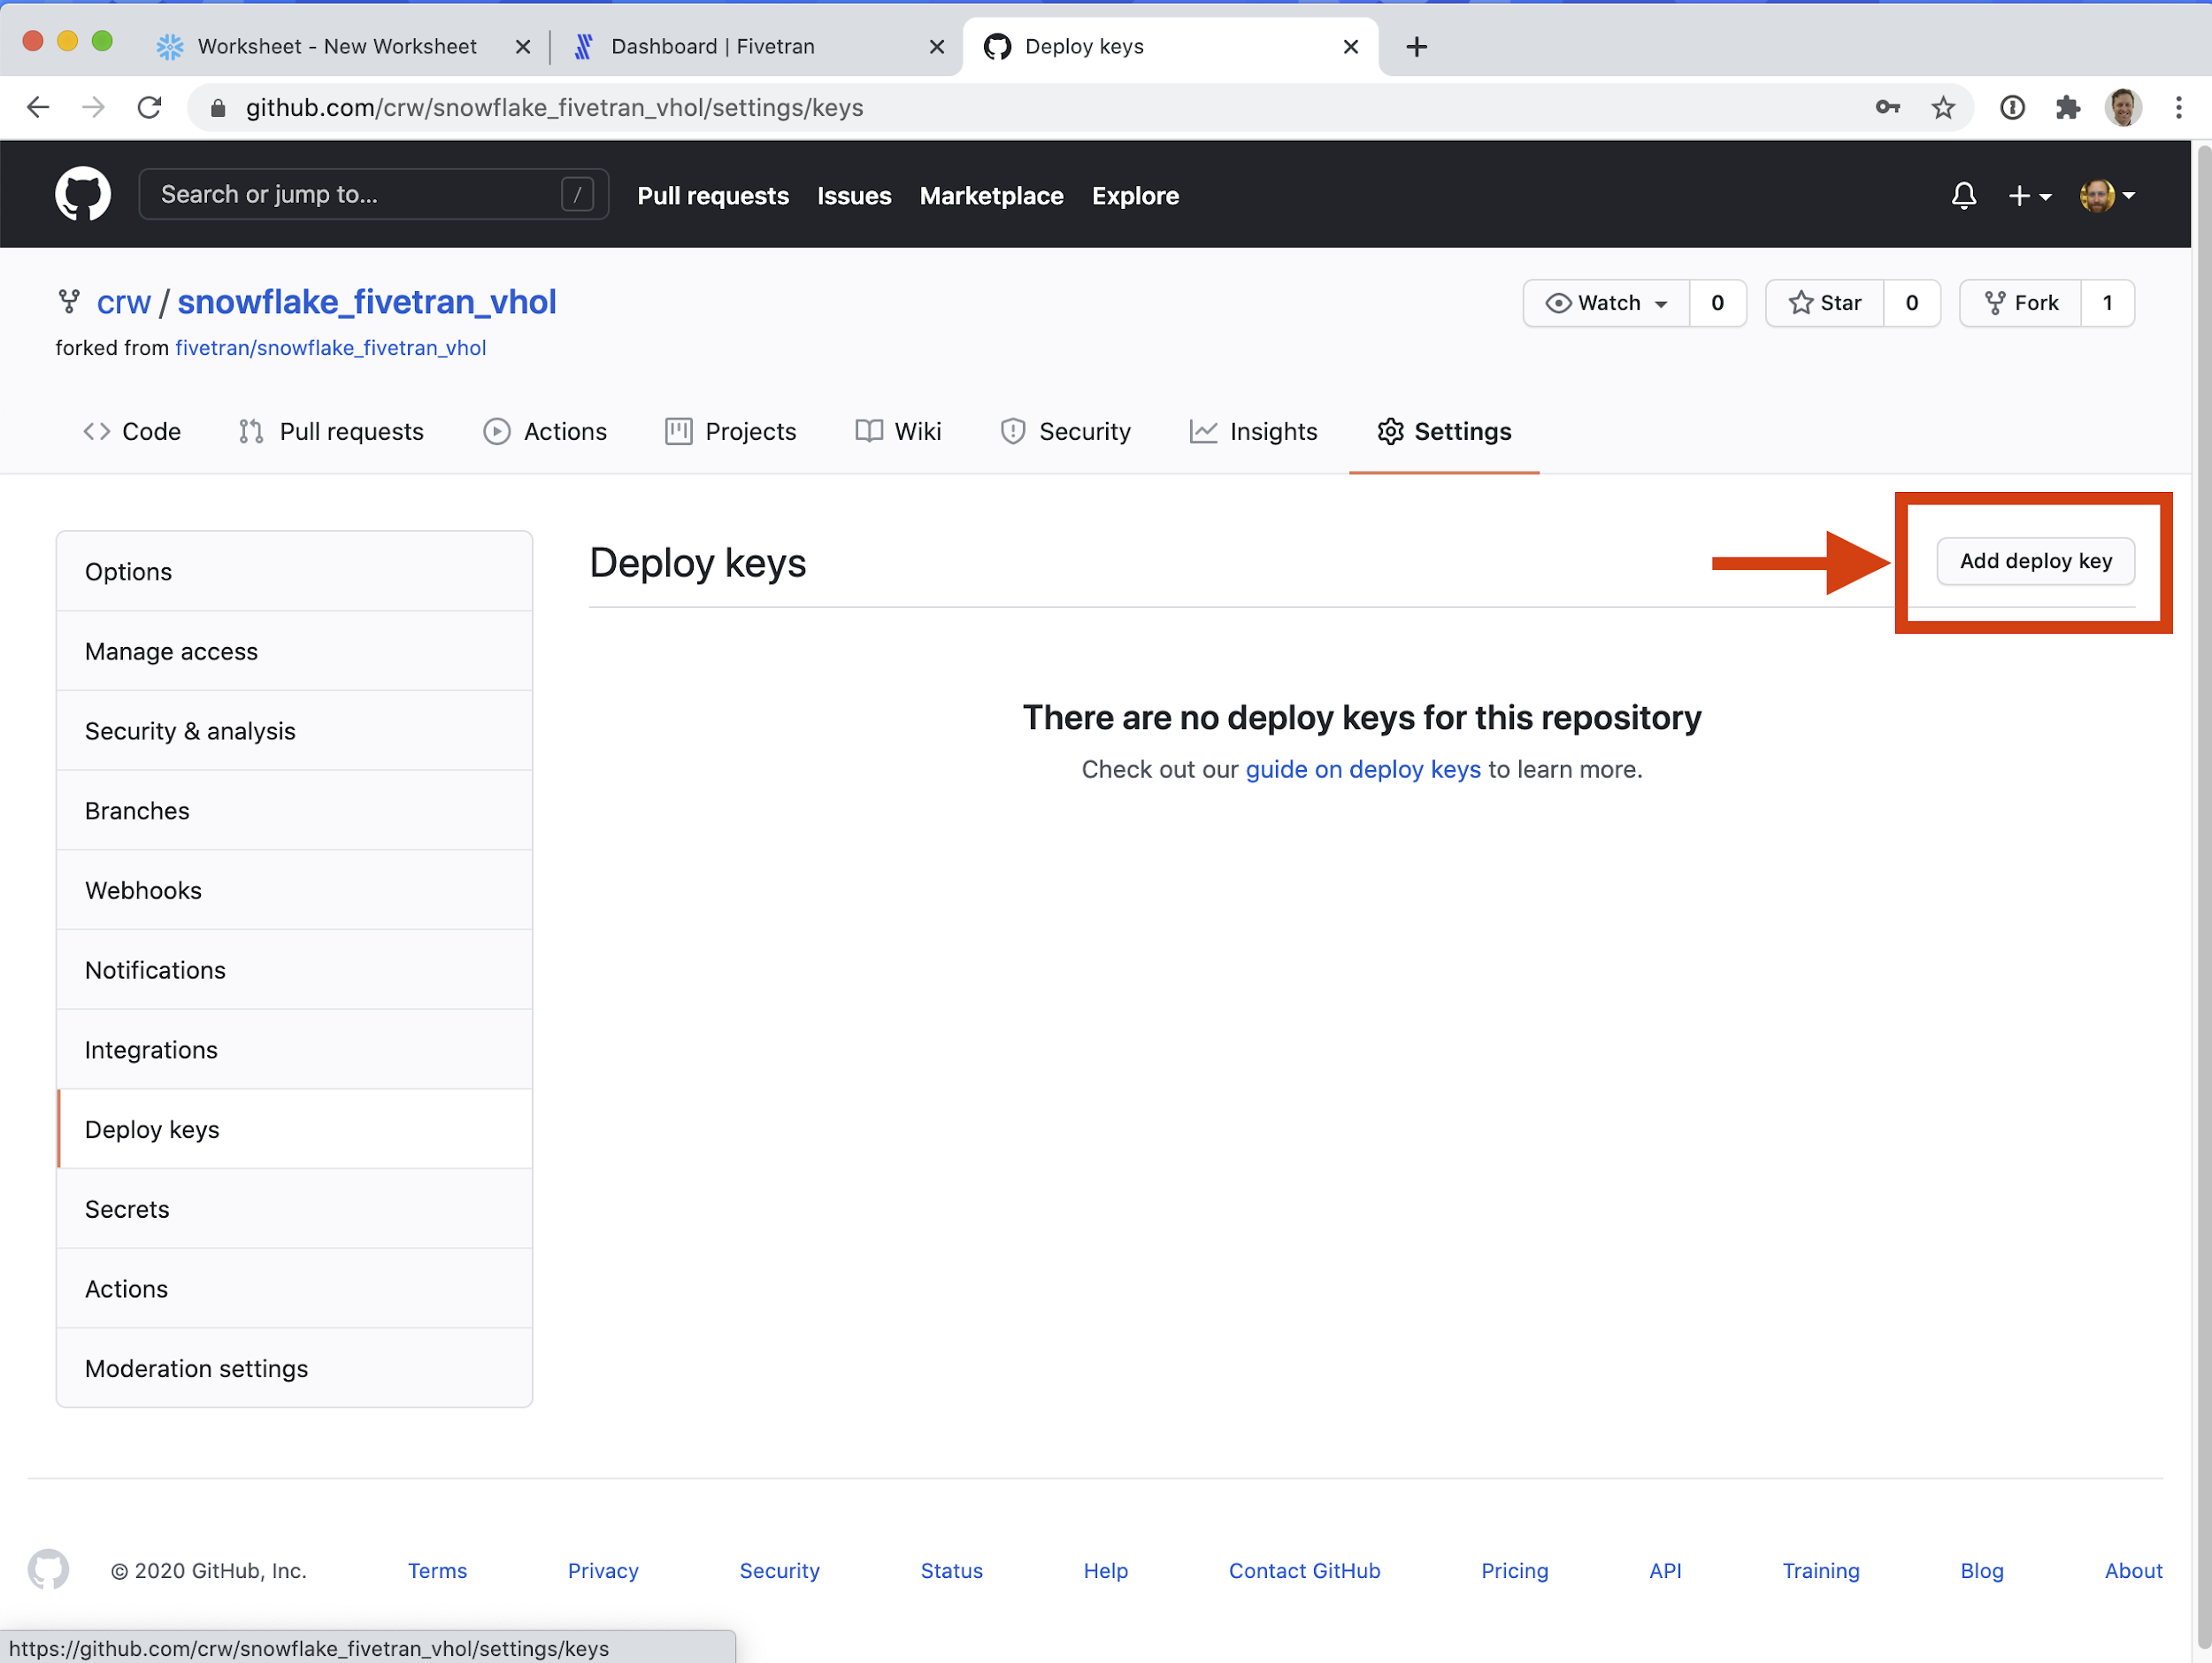 Worksheet - New Worksheet
Dashboard | Fivetran
Deploy keys
github.com/crw/snowflake_fivetran_vhol/settings/keys
Search or jump to... /
Pull requests Issues Marketplace Explore
crw / snowflake_fivetran_vhol
Watch 0 Star 0 Fork 1
forked from fivetran/snowflake_fivetran_vhol
Code Pull requests Actions Projects Wiki Security Insights Settings
Options
Manage access
Security & analysis
Branches
Webhooks
Notifications
Integrations
Deploy keys
Secrets
Actions
Moderation settings
Deploy keys
Add deploy key
There are no deploy keys for this repository
Check out our guide on deploy keys to learn more.
© 2020 GitHub, Inc. Terms Privacy Security Status Help Contact GitHub Pricing API Training Blog About
https://github.com/crw/snowflake_fivetran_vhol/settings/keys